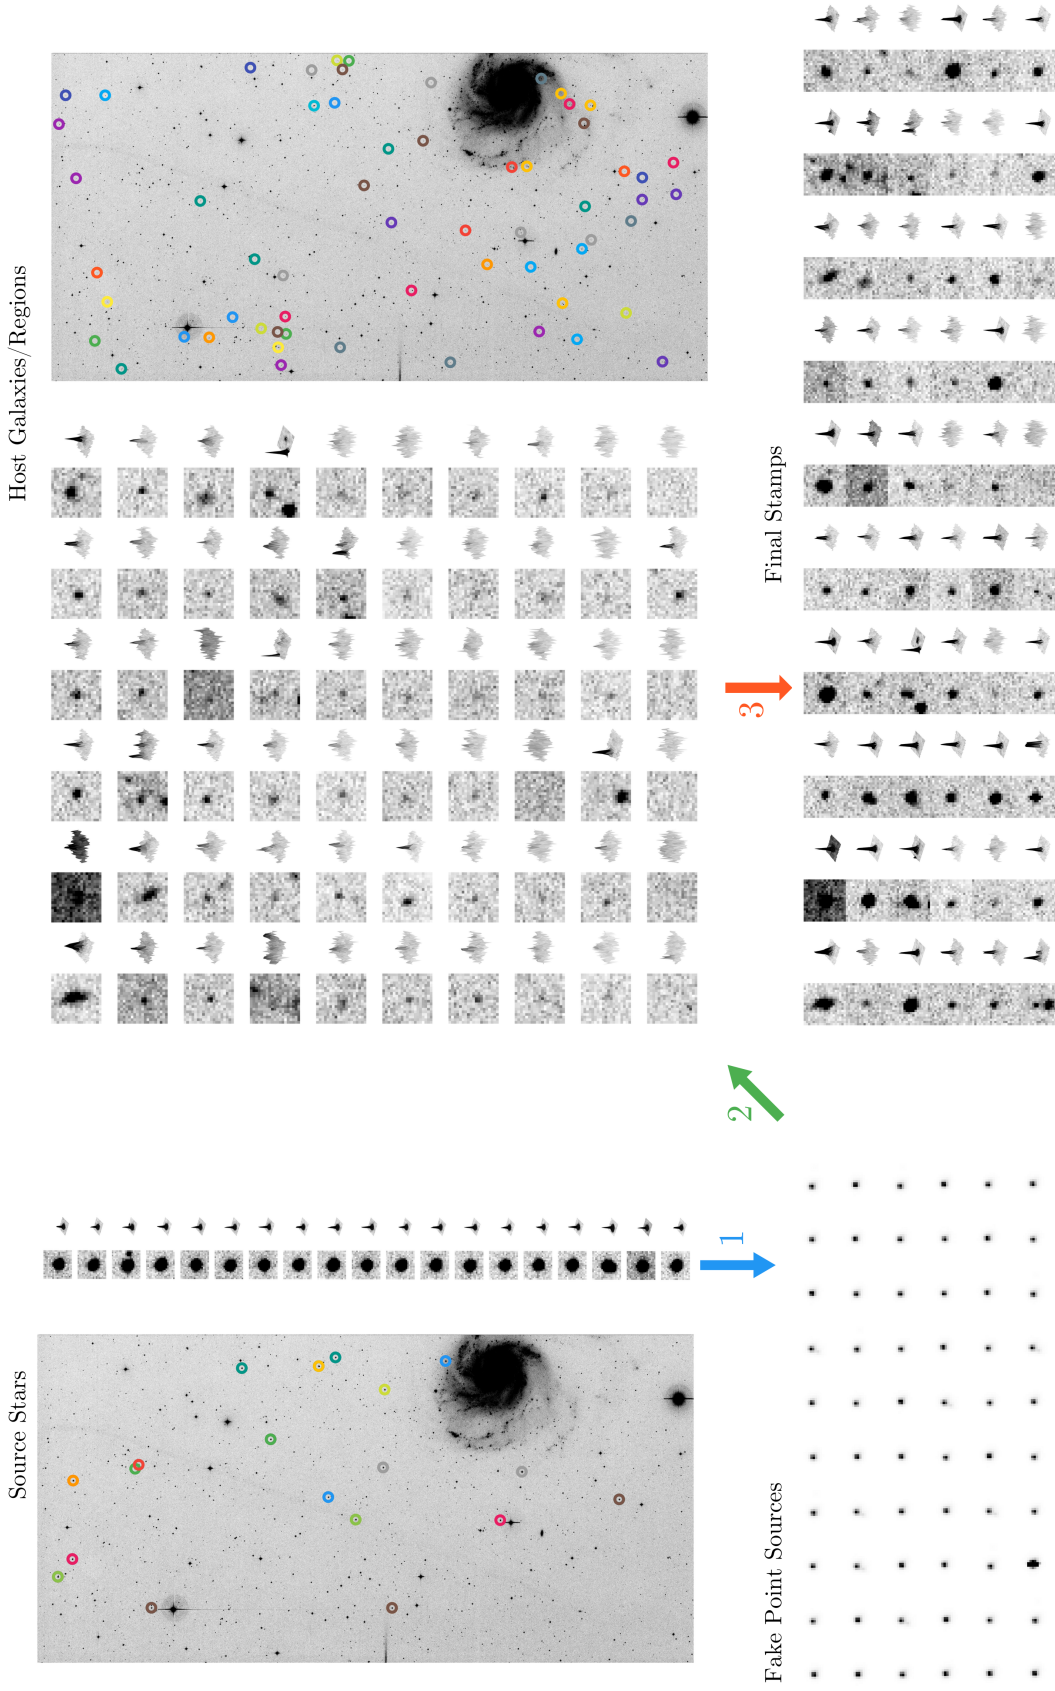 Source Stars
Host Galaxies/Regions
1
2
3
Fake Point Sources
Final Stamps